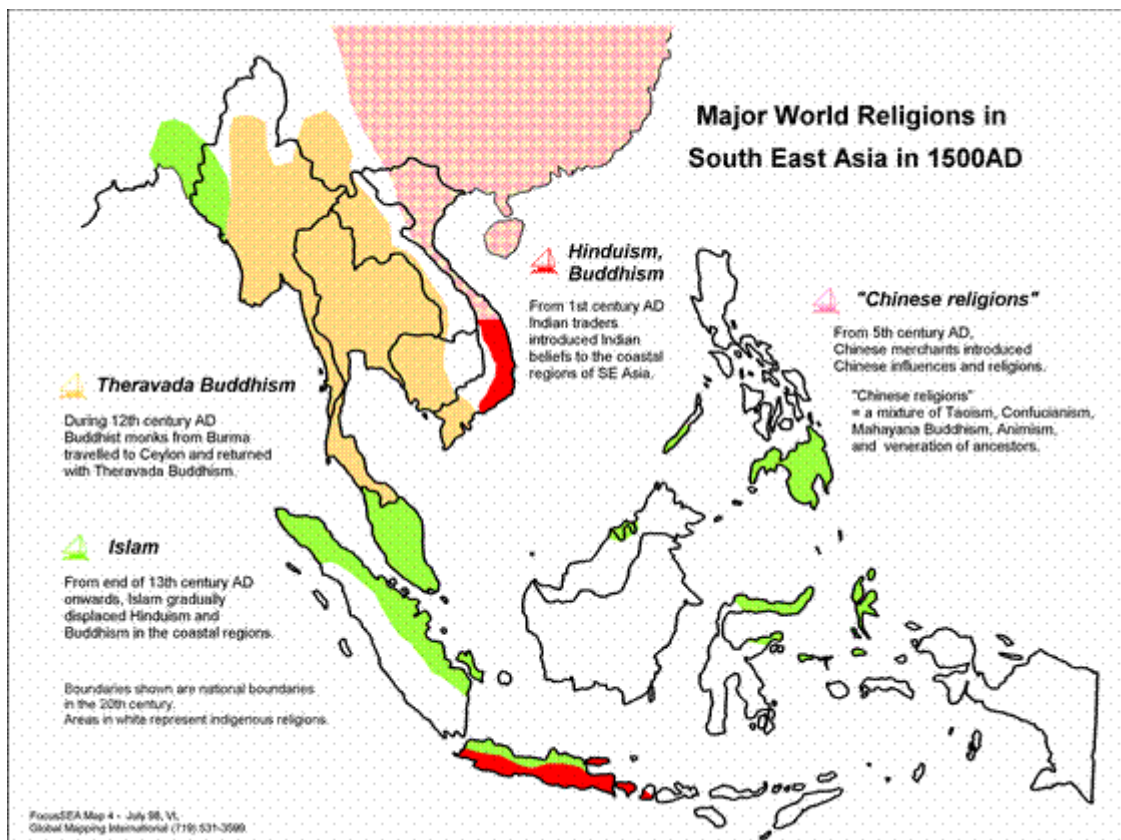 Major World Religions in
South East Asia in 1500AD
Hinduism,
Buddhism
From 1st century AD
Indian traders
introduced Indian
beliefs to the coastal
regions of SE Asia.
"Chinese religions"
From 5th century AD,
Chinese merchants introduced
Chinese influences and religions.
"Chinese religions"
= a mixture of Taoism, Confucianism,
Mahayana Buddhism, Animism,
and veneration of ancestors.
Theravada Buddhism
During 12th century AD
Buddhist monks from Burma
travelled to Ceylon and returned
with Theravada Buddhism.
Islam
From end of 13th century AD
onwards, Islam gradually
displaced Hinduism and
Buddhism in the coastal regions.
Boundaries shown are national boundaries
in the 20th century.
Areas in white represent indigenous religions.
FocusSEA Map 4 - July 98, VL
Global Mapping International (719) 531-3599